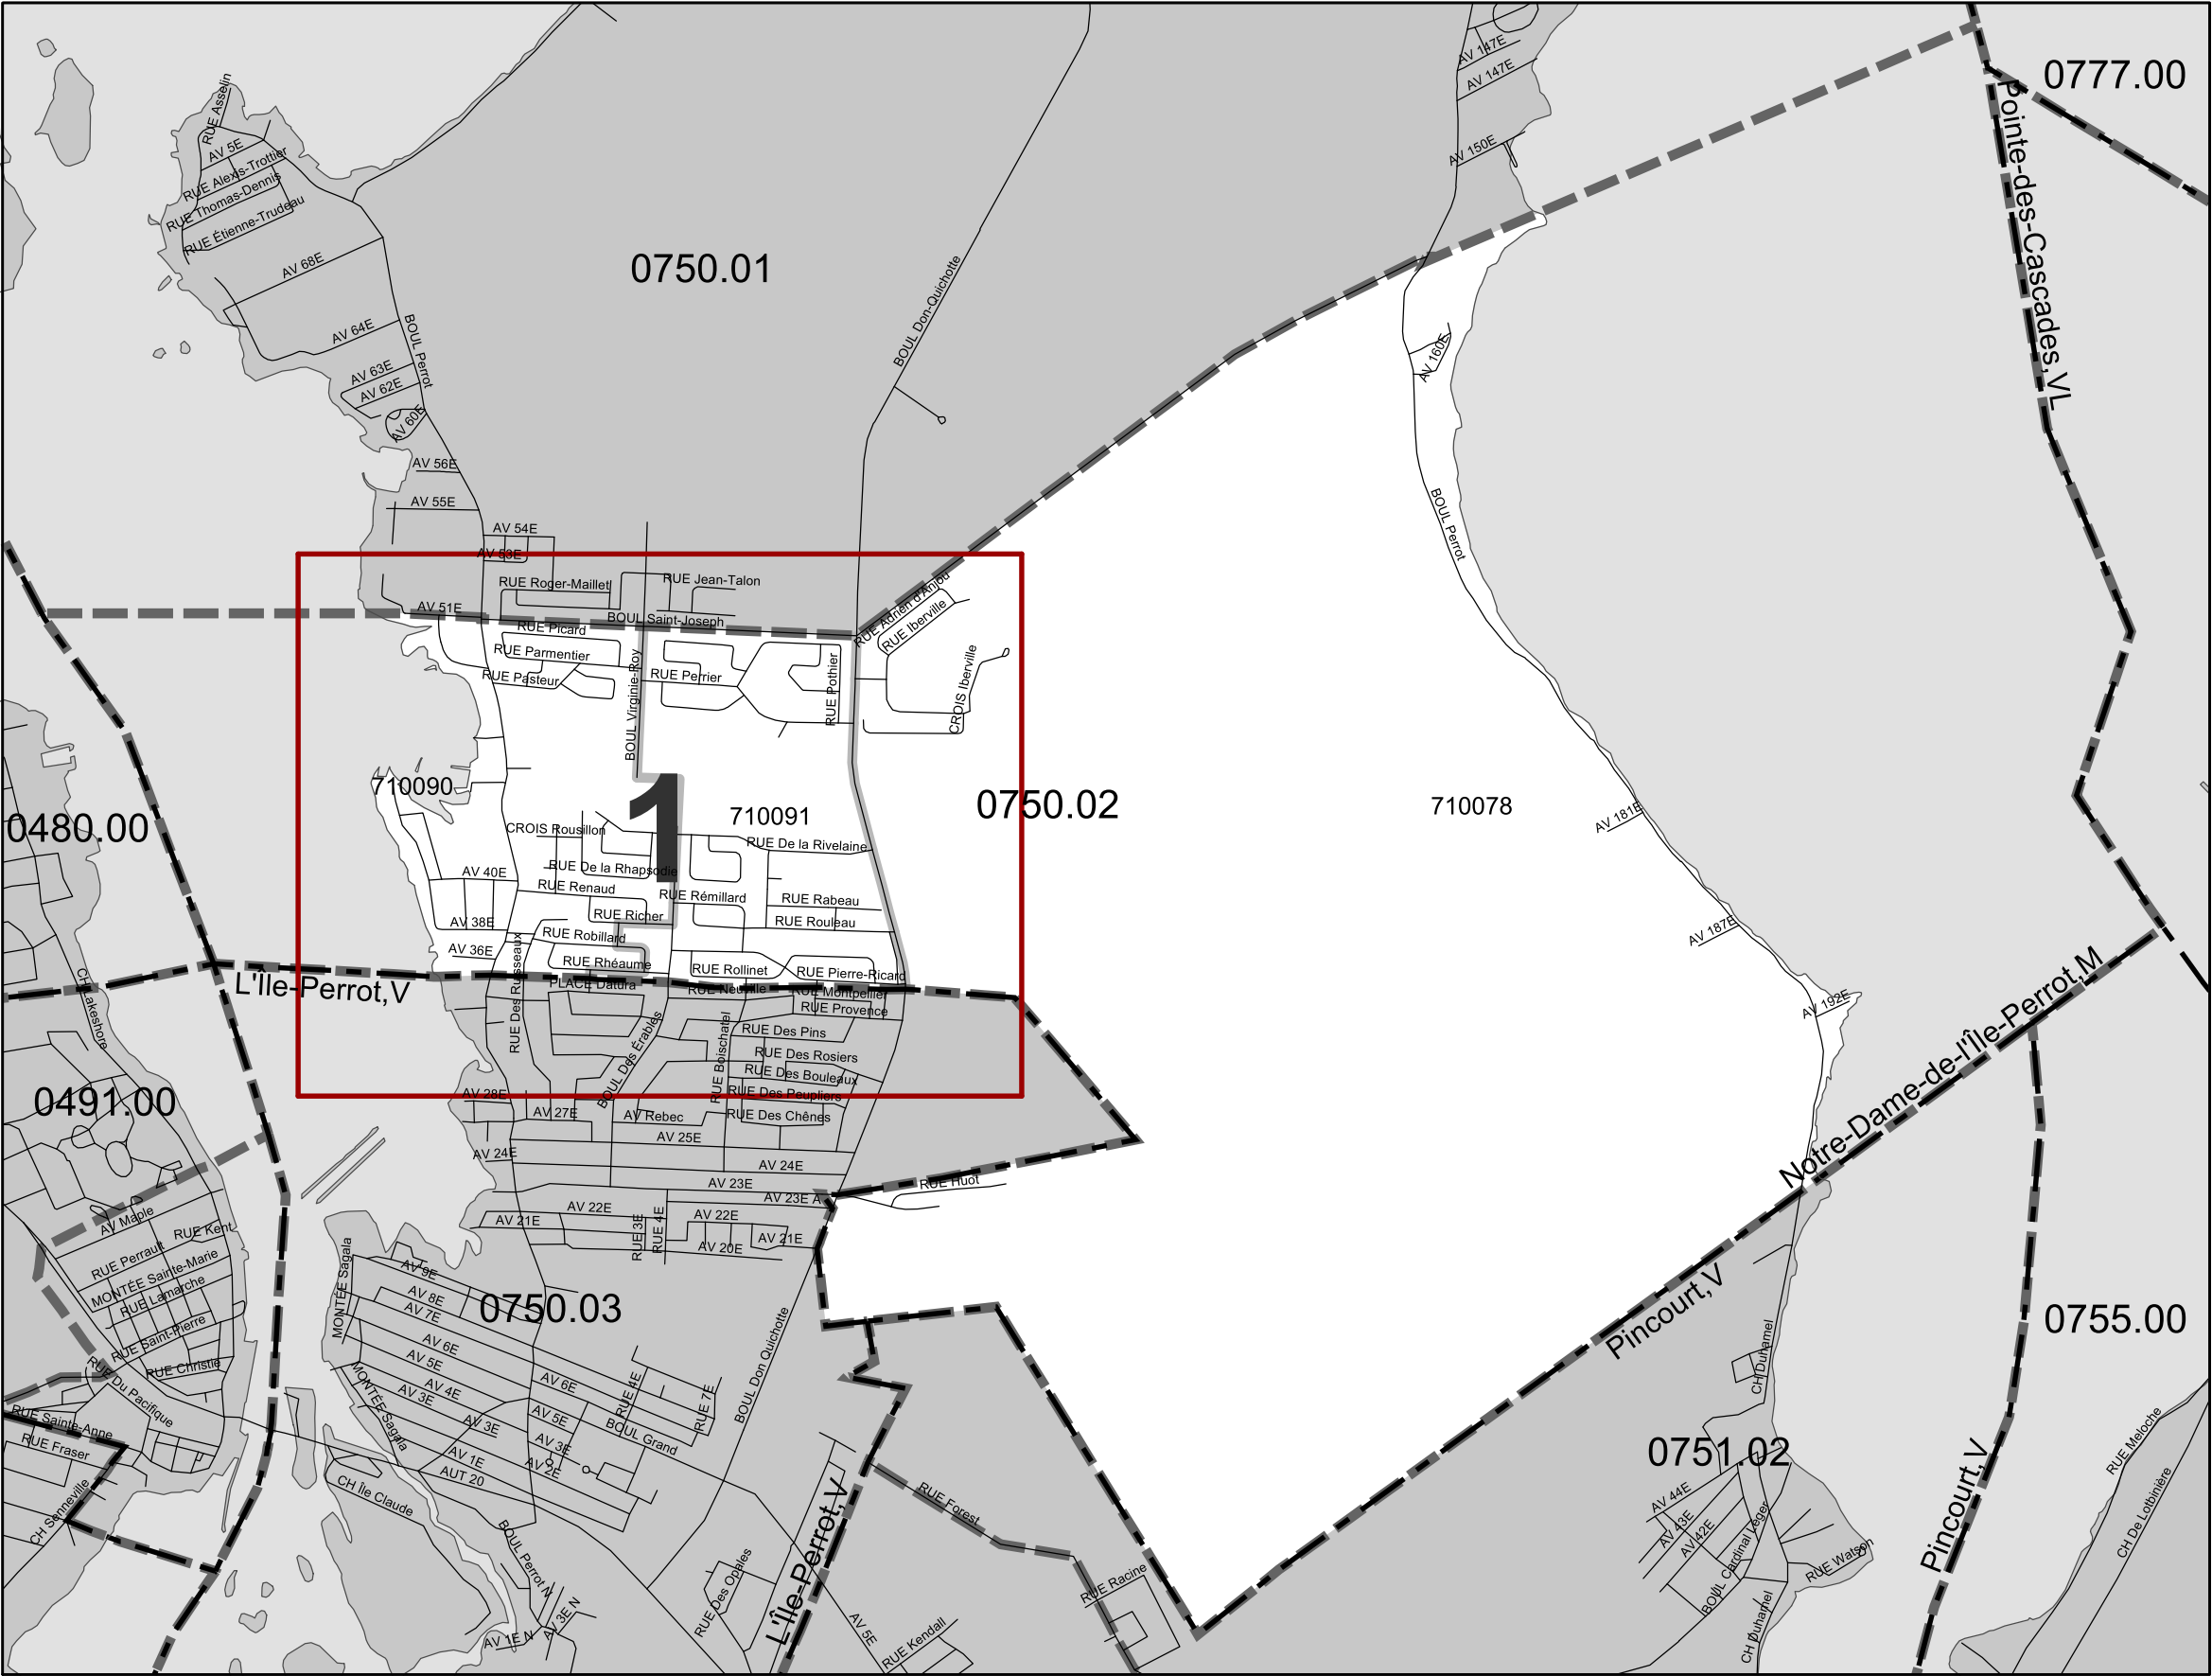 AV 147E
AV 147E
0777.00
RUE Asselin
AV 5E
RUE Alexis-Trottier
RUE Thomas-Dennis
RUE Étienne-Trudeau
AV 150E
Pointe-des-Cascades,VL
AV 68E
0750.01
BOUL Don-Quichotte
AV 64E
BOUL Perrot
AV 63E
AV 62E
AV 60E
AV 160E
AV 56E
AV 55E
AV 54E
AV 53E
BOUL Perrot
RUE Roger-Maillet
RUE Jean-Talon
AV 51E
BOUL Saint-Joseph
RUE Adrien d'Anjou
RUE Iberville
RUE Picard
RUE Parmentier
RUE Pasteur
RUE Perrier
BOUL Virginie-Roy
RUE Pothier
CROIS Iberville
710090
1
710091
0750.02
710078
0480.00
CROIS Rousillon
RUE De la Rivelaine
AV 181E
RUE De la Rhapsodie
AV 40E
RUE Renaud
RUE Rémillard
RUE Rabeau
RUE Richer
RUE Rouleau
AV 38E
RUE Robillard
AV 187E
AV 36E
RUE Rhéaume
RUE Rollinet
RUE Pierre-Ricard
L'Île-Perrot,V
RUE Des Ruisseaux
PLACE Datura
RUE Neuville
RUE Montpellier
RUE Provence
AV 192E
CH Lakeshore
Notre-Dame-de-l'Île-Perrot,M
BOUL Des Erables
RUE Boischatel
RUE Des Pins
RUE Des Rosiers
RUE Des Bouleaux
RUE Des Peupliers
0491.00
AV 28E
AV 27E
AV Rebec
RUE Des Chênes
AV 25E
AV 24E
AV 24E
AV 23E
AV 23E A
RUE Huot
AV Maple
RUE Kent
AV 22E
AV 22E
AV 21E
RUE 3E
RUE 4E
AV 21E
AV 20E
RUE Perrault
MONTÉE Sainte-Marie
RUE Lamarche
RUE Saint-Pierre
RUE Christie
MONTÉE Sagala
AV 9E
AV 8E
AV 7E
0750.03
Pincourt,V
0755.00
AV 6E
AV 5E
AV 4E
AV 3E
AV 3E
AV 6E
AV 5E
AV 3E
AV 2E
AV 1E
RUE 4E
RUE 7E
BOUL Grand
BOUL Don Quichotte
CH Duhamel
RUE Du Pacifique
MONTÉE Sagala
RUE Sainte-Anne
RUE Fraser
AUT 20
CH Île Claude
0751.02
RUE Meloche
CH De Lotbinière
Pincourt,V
CH Senneville
RUE Forest
AV 44E
AV 43E
AV 42E
BOUL Cardinal Leger
RUE Watson
L'Île-Perrot,V
BOUL Perrot N
AV 3E N
AV 1E N
RUE Des Opales
AV 5E
RUE Kendall
RUE Racine
CH Duhamel